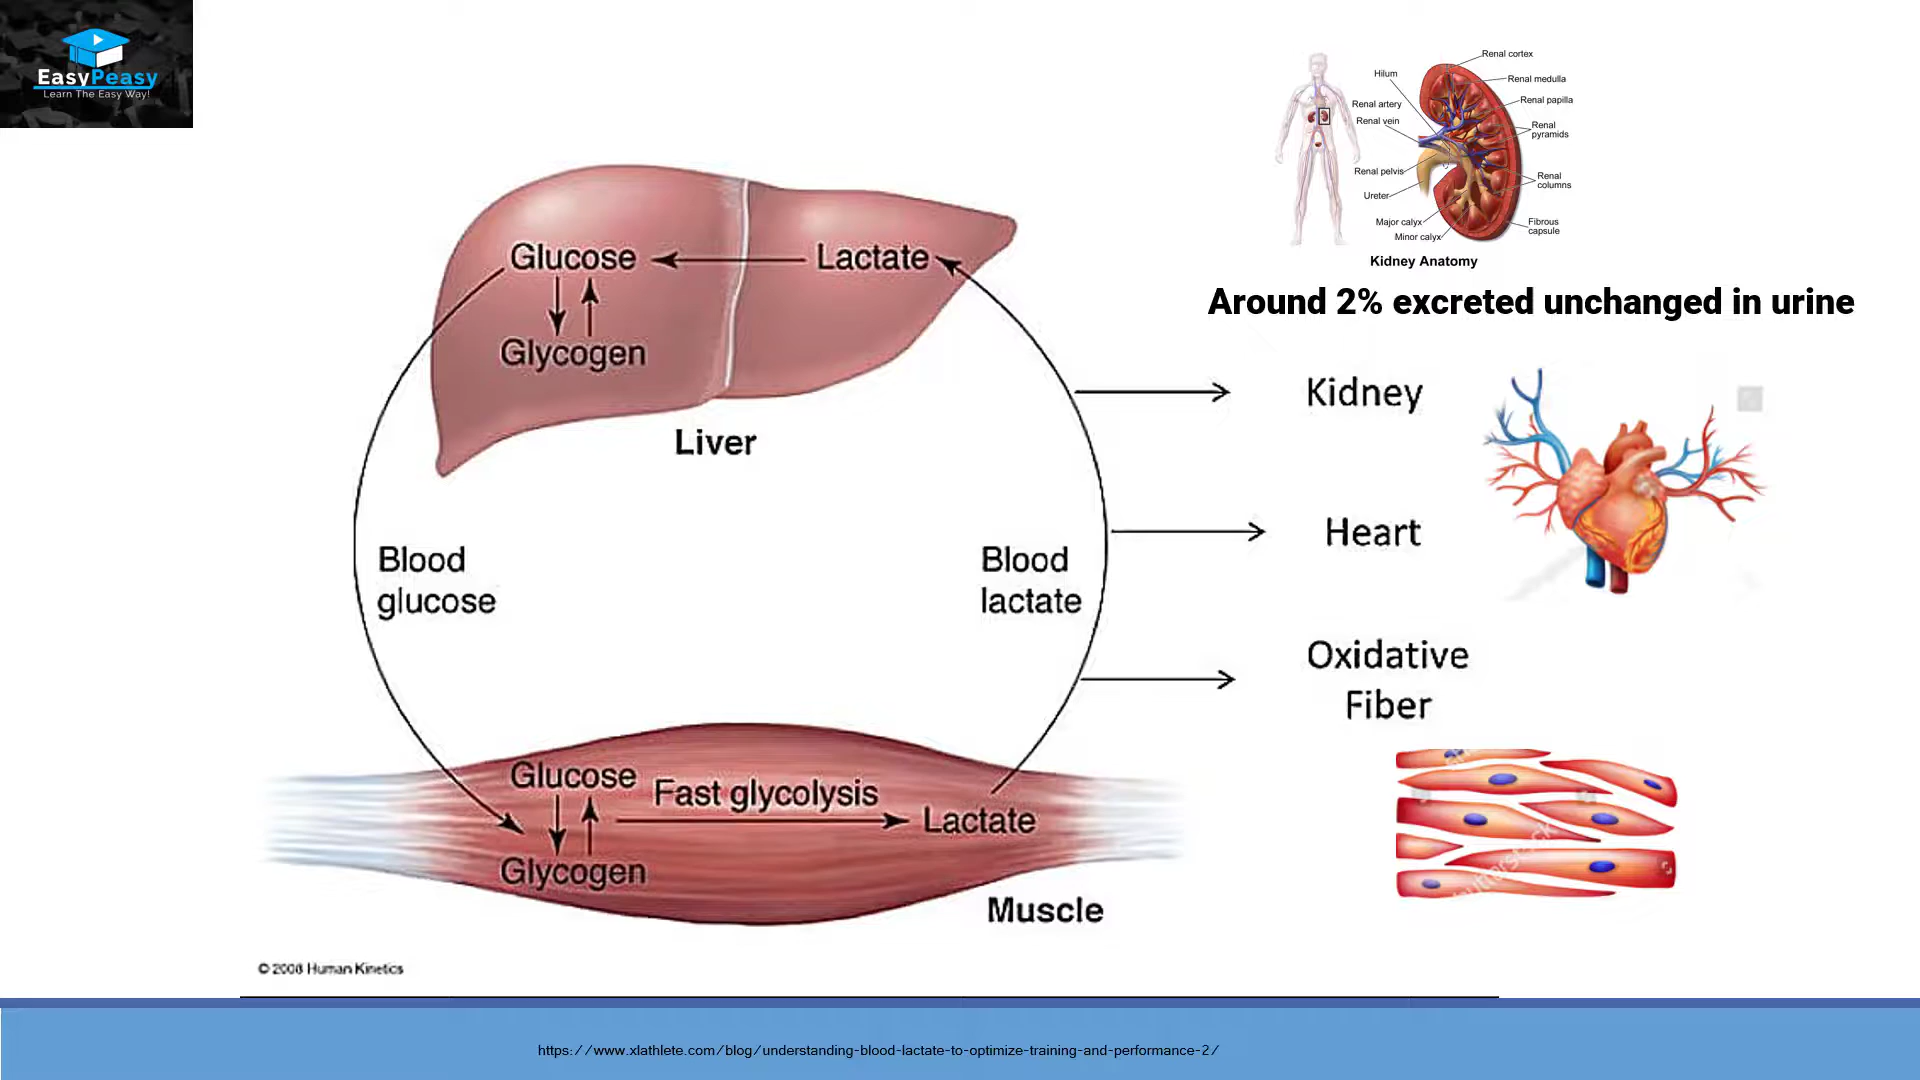 EasyPeasy
Learn The Easy Way!
Renal cortex
Hilum
Renal medulla
Renal artery
Renal papilla
Renal vein
Renal
pyramids
Renal pelvis
Renal
columns
Ureter
Major calyx
Fibrous
capsule
Minor calyx
Kidney Anatomy
Around 2% excreted unchanged in urine
Glucose
Lactate
Glycogen
Liver
Kidney
Heart
Blood
glucose
Blood
lactate
Oxidative
Fiber
Glucose
Fast glycolysis
Lactate
Glycogen
Muscle
© 2008 Human Kinetics
https://www.xlathlete.com/blog/understanding-blood-lactate-to-optimize-training-and-performance-2/